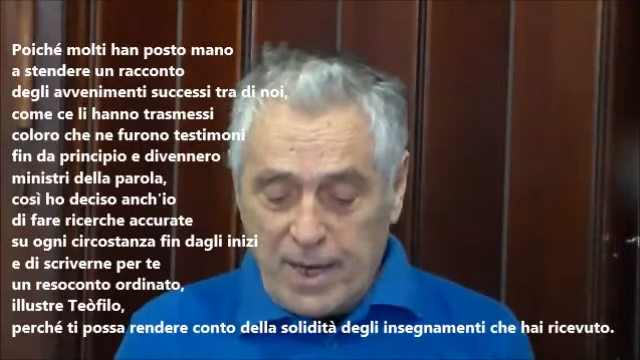 Poiché molti han posto mano
a stendere un racconto
degli avvenimenti successi tra di noi,
come ce li hanno trasmessi
coloro che ne furono testimoni
fin da principio e divennero
ministri della parola,
così ho deciso anch'io
di fare ricerche accurate
su ogni circostanza fin dagli inizi
e di scriverne per te
un resoconto ordinato,
illustre Teòfilo,
perché ti possa rendere conto della solidità degli insegnamenti che hai ricevuto.